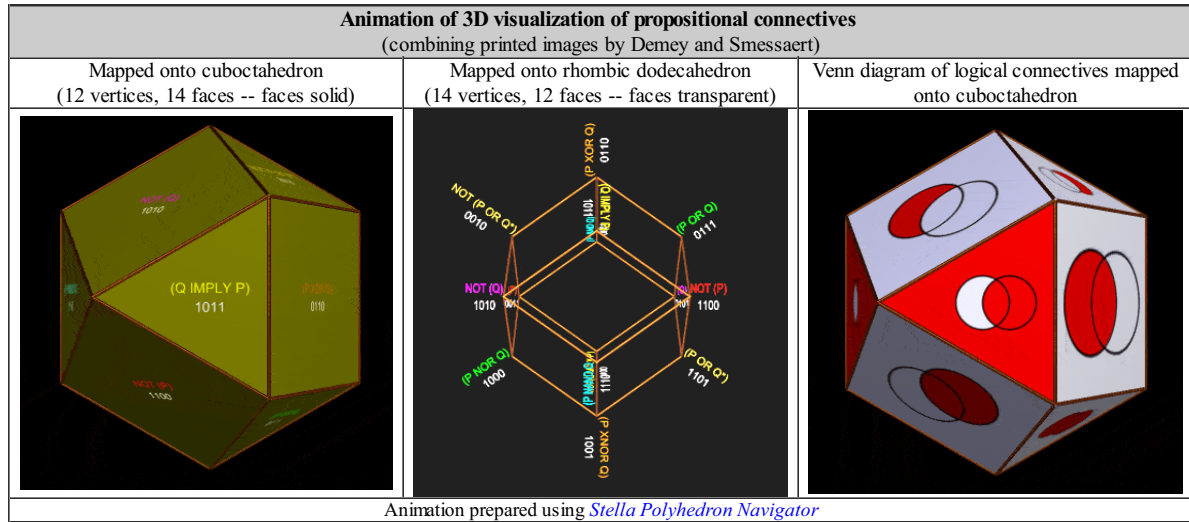 Animation of 3D visualization of propositional connectives
(combining printed images by Demey and Smessaert)
Mapped onto cuboctahedron
(12 vertices, 14 faces -- faces solid)
Mapped onto rhombic dodecahedron
(14 vertices, 12 faces -- faces transparent)
Venn diagram of logical connectives mapped
onto cuboctahedron
NOT (Q)
1010
(Q IMPLY P)
1011
0110
NOT (P)
1100
(P XOR Q)
0110
NOT (P OR Q*)
0010
(Q IMPLY P)
1011
(P OR Q)
0111
NOT (Q)
1010
NOT (P)
1100
(P NOR Q)
1000
(P OR Q*)
1101
1110
(P XNOR Q)
1001
Animation prepared using Stella Polyhedron Navigator